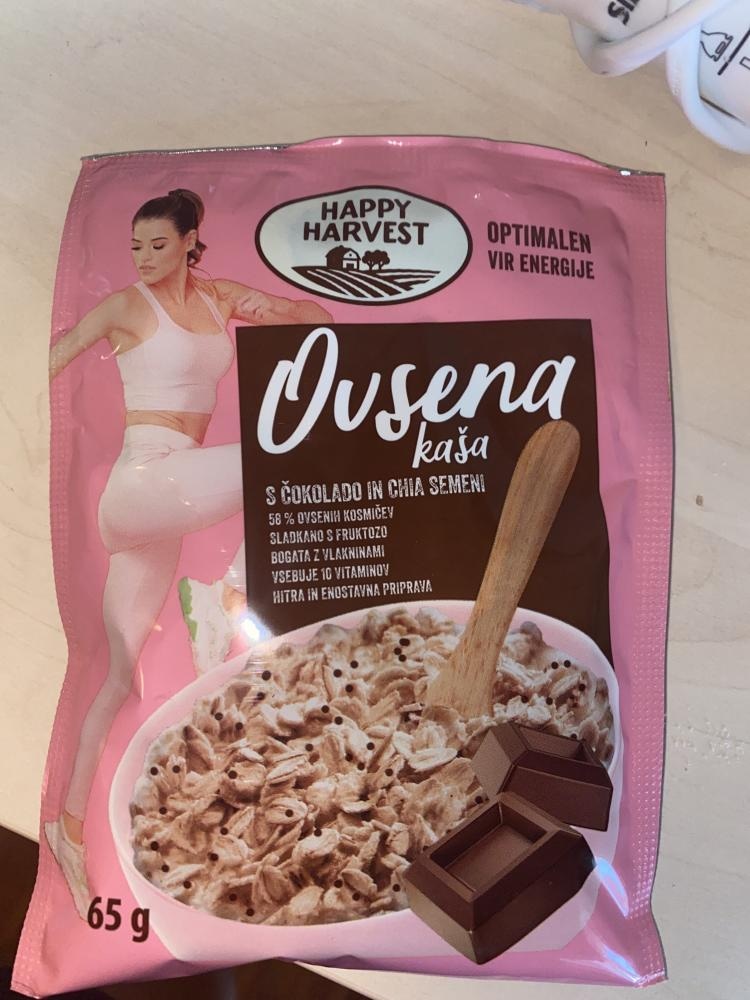 HAPPY
HARVEST
OPTIMALEN
VIR ENERGIJE
Ovsena
kaša
S ČOKOLADO IN CHIA SEMENI
58 % OVSENIH KOSMIČEV
SLADKANO S FRUKTOZO
BOGATA Z VLAKNINAMI
VSEBUJE 10 VITAMINOV
HITRA IN ENOSTAVNA PRIPRAVA
65 g